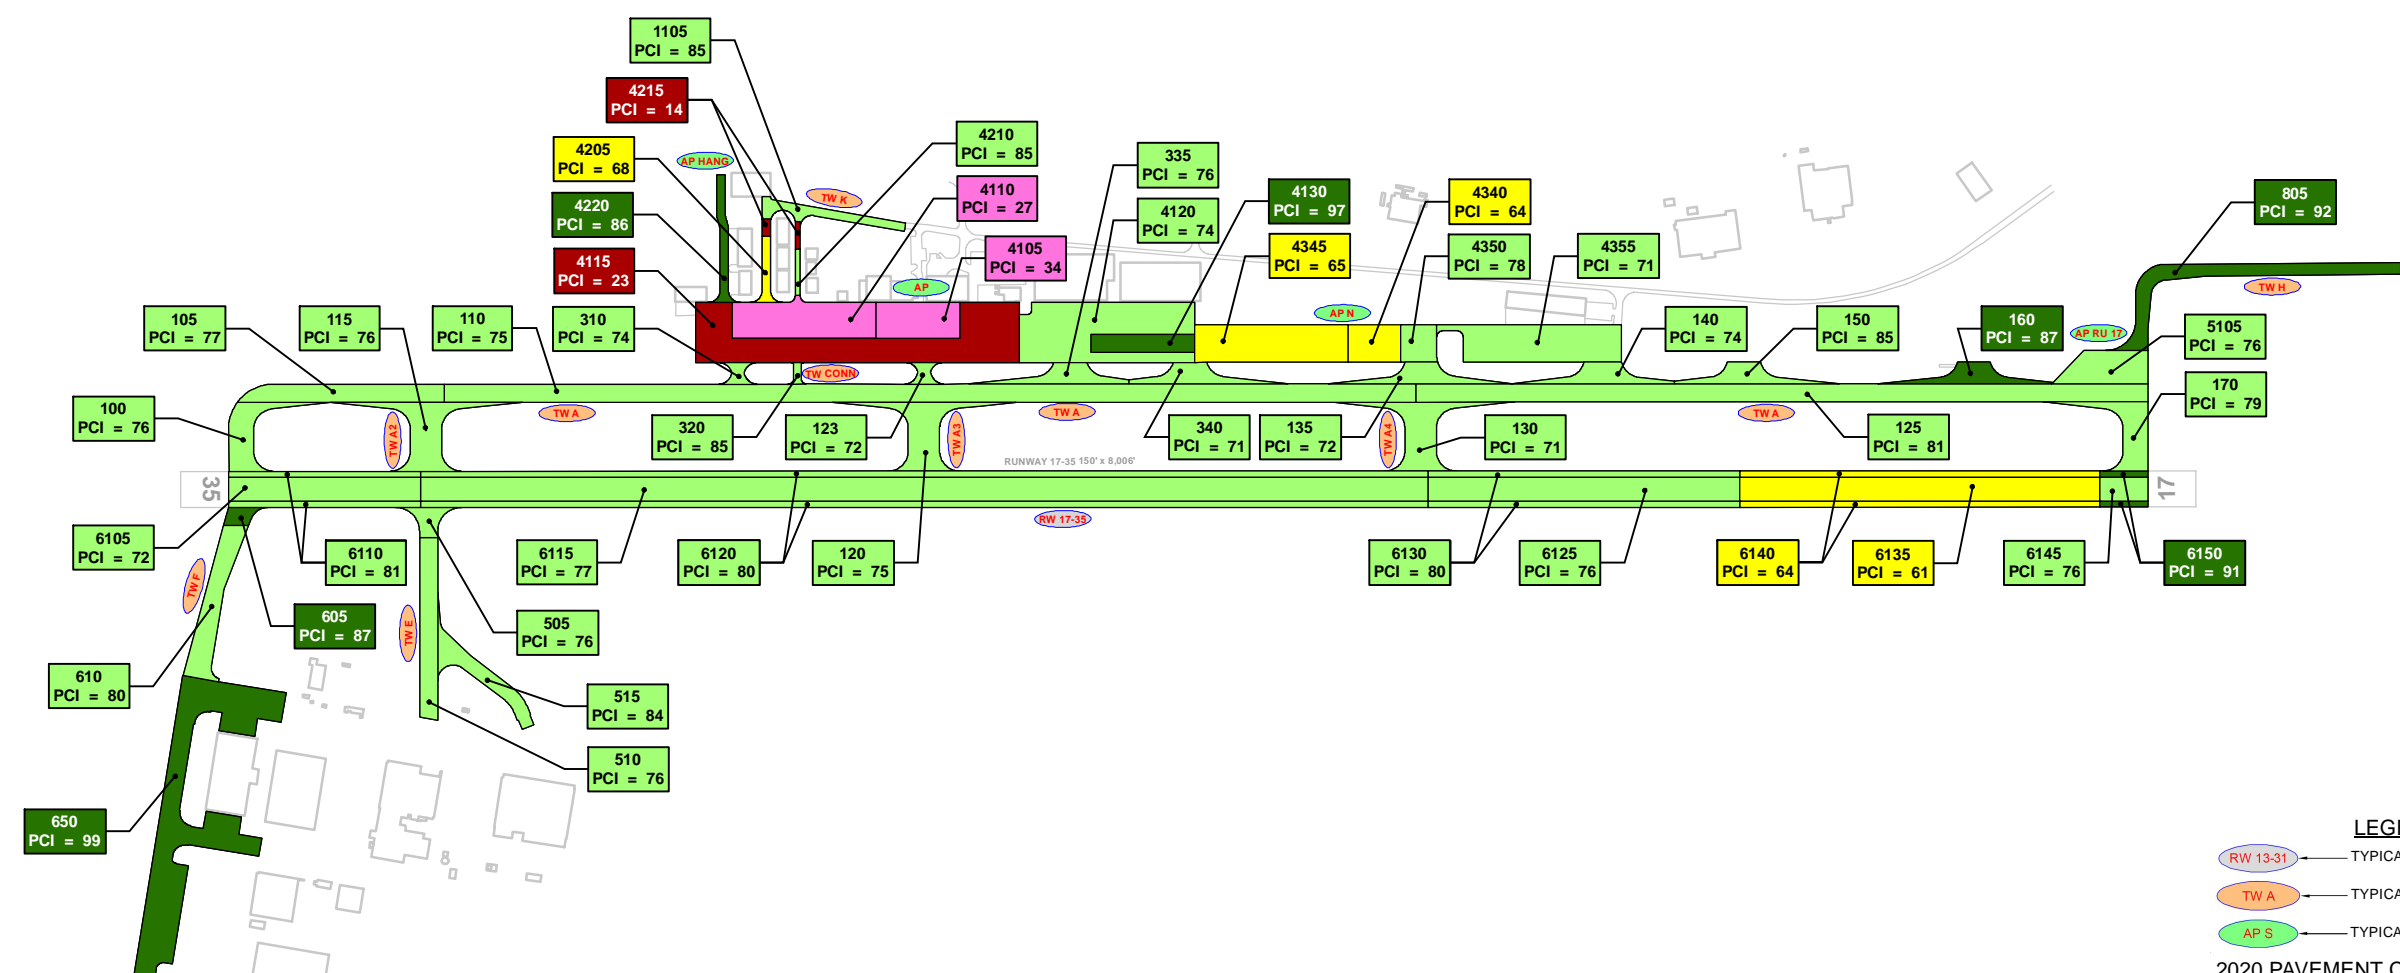 1105
PCI = 85
4215
PCI = 14
4205
PCI = 68
4220
PCI = 86
4115
PCI = 23
4210
PCI = 85
4110
PCI = 27
4105
PCI = 34
335
PCI = 76
4120
PCI = 74
4130
PCI = 97
4345
PCI = 65
4340
PCI = 64
4350
PCI = 78
4355
PCI = 71
805
PCI = 92
AP HANG
TW K
AP
AP N
TW H
AP RU 17
105
PCI = 77
115
PCI = 76
110
PCI = 75
310
PCI = 74
140
PCI = 74
150
PCI = 85
160
PCI = 87
5105
PCI = 76
TW CONN
100
PCI = 76
TW A
TW A
TW A
170
PCI = 79
TW A2
TW A3
TW A4
320
PCI = 85
123
PCI = 72
340
PCI = 71
135
PCI = 72
130
PCI = 71
125
PCI = 81
RUNWAY 17-35 150' x 8,006'
35
17
RW 17-35
6105
PCI = 72
6110
PCI = 81
6115
PCI = 77
6120
PCI = 80
120
PCI = 75
6130
PCI = 80
6125
PCI = 76
6140
PCI = 64
6135
PCI = 61
6145
PCI = 76
6150
PCI = 91
TW F
TW E
605
PCI = 87
505
PCI = 76
610
PCI = 80
515
PCI = 84
510
PCI = 76
650
PCI = 99
LEGE
RW 13-31
TYPICA
TW A
TYPICA
AP S
TYPICA
2020 PAVEMENT C